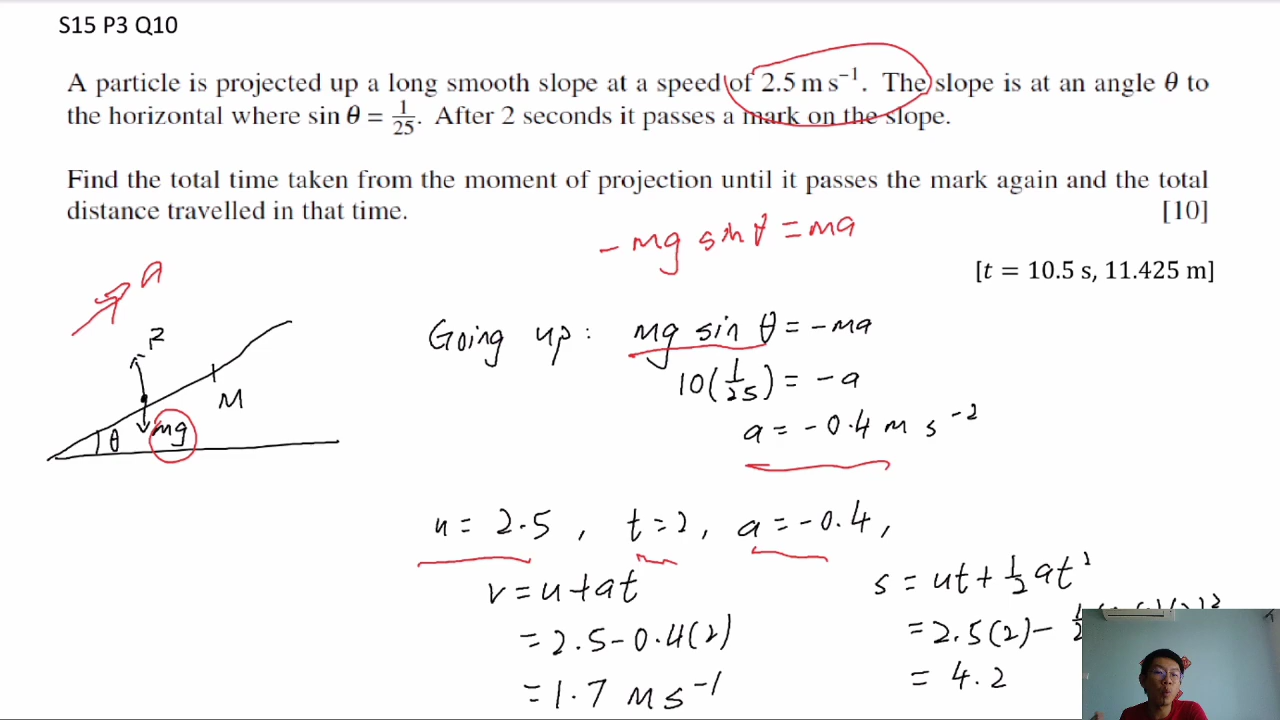 S15 P3 Q10
A particle is projected up a long smooth slope at a speed of 2.5 m s⁻¹. The slope is at an angle θ to
the horizontal where sin θ = 1/25. After 2 seconds it passes a mark on the slope.
Find the total time taken from the moment of projection until it passes the mark again and the total
distance travelled in that time. [10]
- mg sin θ = ma
[t = 10.5 s, 11.425 m]
R
M
θ
mg
Going up: mg sin θ = -ma
10(1/25) = -a
a = -0.4 m s⁻²
u = 2.5, t = 2, a = -0.4,
v = u + at
= 2.5 - 0.4(2)
= 1.7 m s⁻¹
s = ut + 1/2 at²
= 2.5(2) -
= 4.2